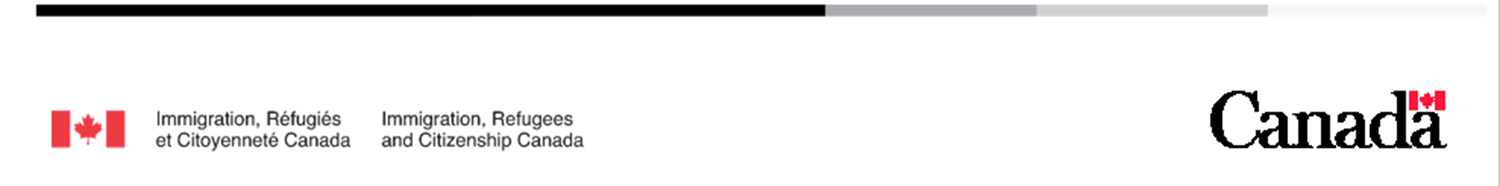 Immigration, Réfugiés
et Citoyenneté Canada
Immigration, Refugees
and Citizenship Canada
Canada